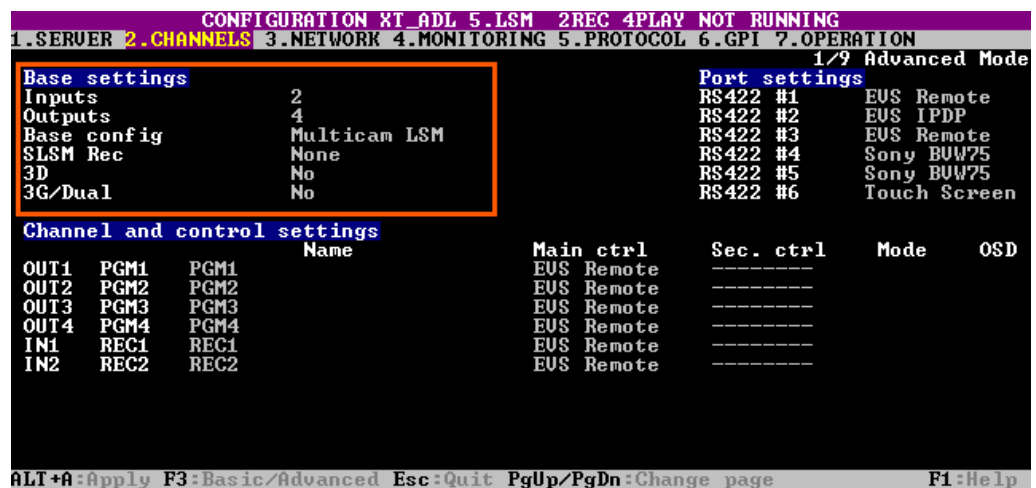 CONFIGURATION XT_ADL 5.LSM 2REC 4PLAY NOT RUNNING
1.SERVER 2.CHANNELS 3.NETWORK 4.MONITORING 5.PROTOCOL 6.GPI 7.OPERATION
1/9 Advanced Mode
Base settings Port settings
Inputs 2 RS422 #1 EVS Remote
Outputs 4 RS422 #2 EVS IPDP
Base config Multicam LSM RS422 #3 EVS Remote
SLSM Rec None RS422 #4 Sony BVW75
3D No RS422 #5 Sony BVW75
3G/Dual No RS422 #6 Touch Screen
Channel and control settings
Name Main ctrl Sec. ctrl Mode OSD
OUT1 PGM1 PGM1 EVS Remote --------
OUT2 PGM2 PGM2 EVS Remote --------
OUT3 PGM3 PGM3 EVS Remote --------
OUT4 PGM4 PGM4 EVS Remote --------
IN1 REC1 REC1 EVS Remote --------
IN2 REC2 REC2 EVS Remote --------
ALT+A:Apply F3:Basic/Advanced Esc:Quit PgUp/PgDn:Change page F1:Help